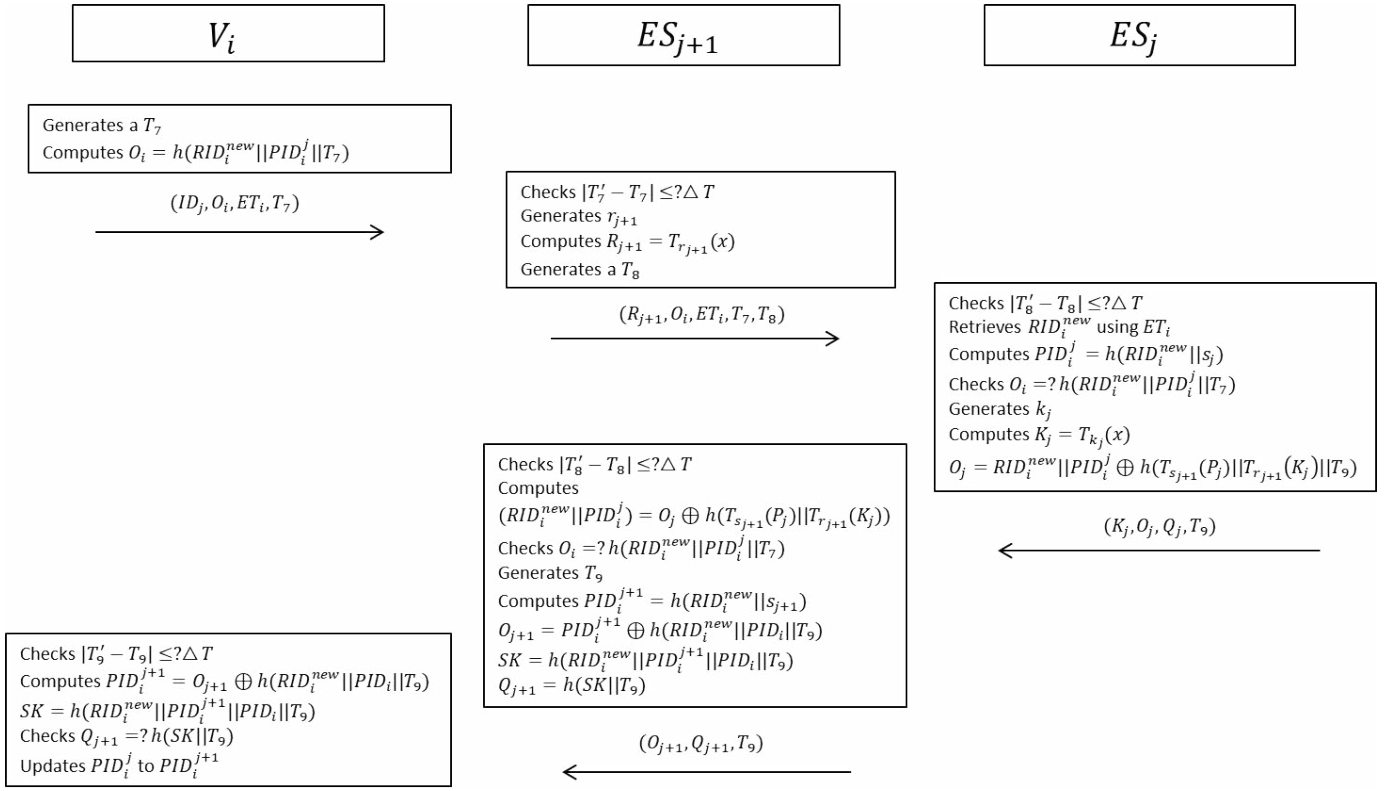 V_i
ES_{j+1}
ES_j
Generates a T_7
Computes O_i = h(RID_i^{new}||PID_i^j||T_7)
(ID_j, O_i, ET_i, T_7)
Checks |T_7′ − T_7| ≤? △ T
Generates r_{j+1}
Computes R_{j+1} = T_{r_{j+1}}(x)
Generates a T_8
(R_{j+1}, O_i, ET_i, T_7, T_8)
Checks |T_8′ − T_8| ≤? △ T
Retrieves RID_i^{new} using ET_i
Computes PID_i^j = h(RID_i^{new}||s_j)
Checks O_i =? h(RID_i^{new}||PID_i^j||T_7)
Generates k_j
Computes K_j = T_{k_j}(x)
O_j = RID_i^{new}||PID_i^j ⊕ h(T_{s_{j+1}}(P_j)||T_{r_{j+1}}(K_j)||T_9)
(K_j, O_j, Q_j, T_9)
Checks |T_8′ − T_8| ≤? △ T
Computes
(RID_i^{new}||PID_i^j) = O_j ⊕ h(T_{s_{j+1}}(P_j)||T_{r_{j+1}}(K_j))
Checks O_i =? h(RID_i^{new}||PID_i^j||T_7)
Generates T_9
Computes PID_i^{j+1} = h(RID_i^{new}||s_{j+1})
O_{j+1} = PID_i^{j+1} ⊕ h(RID_i^{new}||PID_i||T_9)
SK = h(RID_i^{new}||PID_i^{j+1}||PID_i||T_9)
Q_{j+1} = h(SK||T_9)
(O_{j+1}, Q_{j+1}, T_9)
Checks |T_9′ − T_9| ≤? △ T
Computes PID_i^{j+1} = O_{j+1} ⊕ h(RID_i^{new}||PID_i||T_9)
SK = h(RID_i^{new}||PID_i^{j+1}||PID_i||T_9)
Checks Q_{j+1} =? h(SK||T_9)
Updates PID_i^j to PID_i^{j+1}